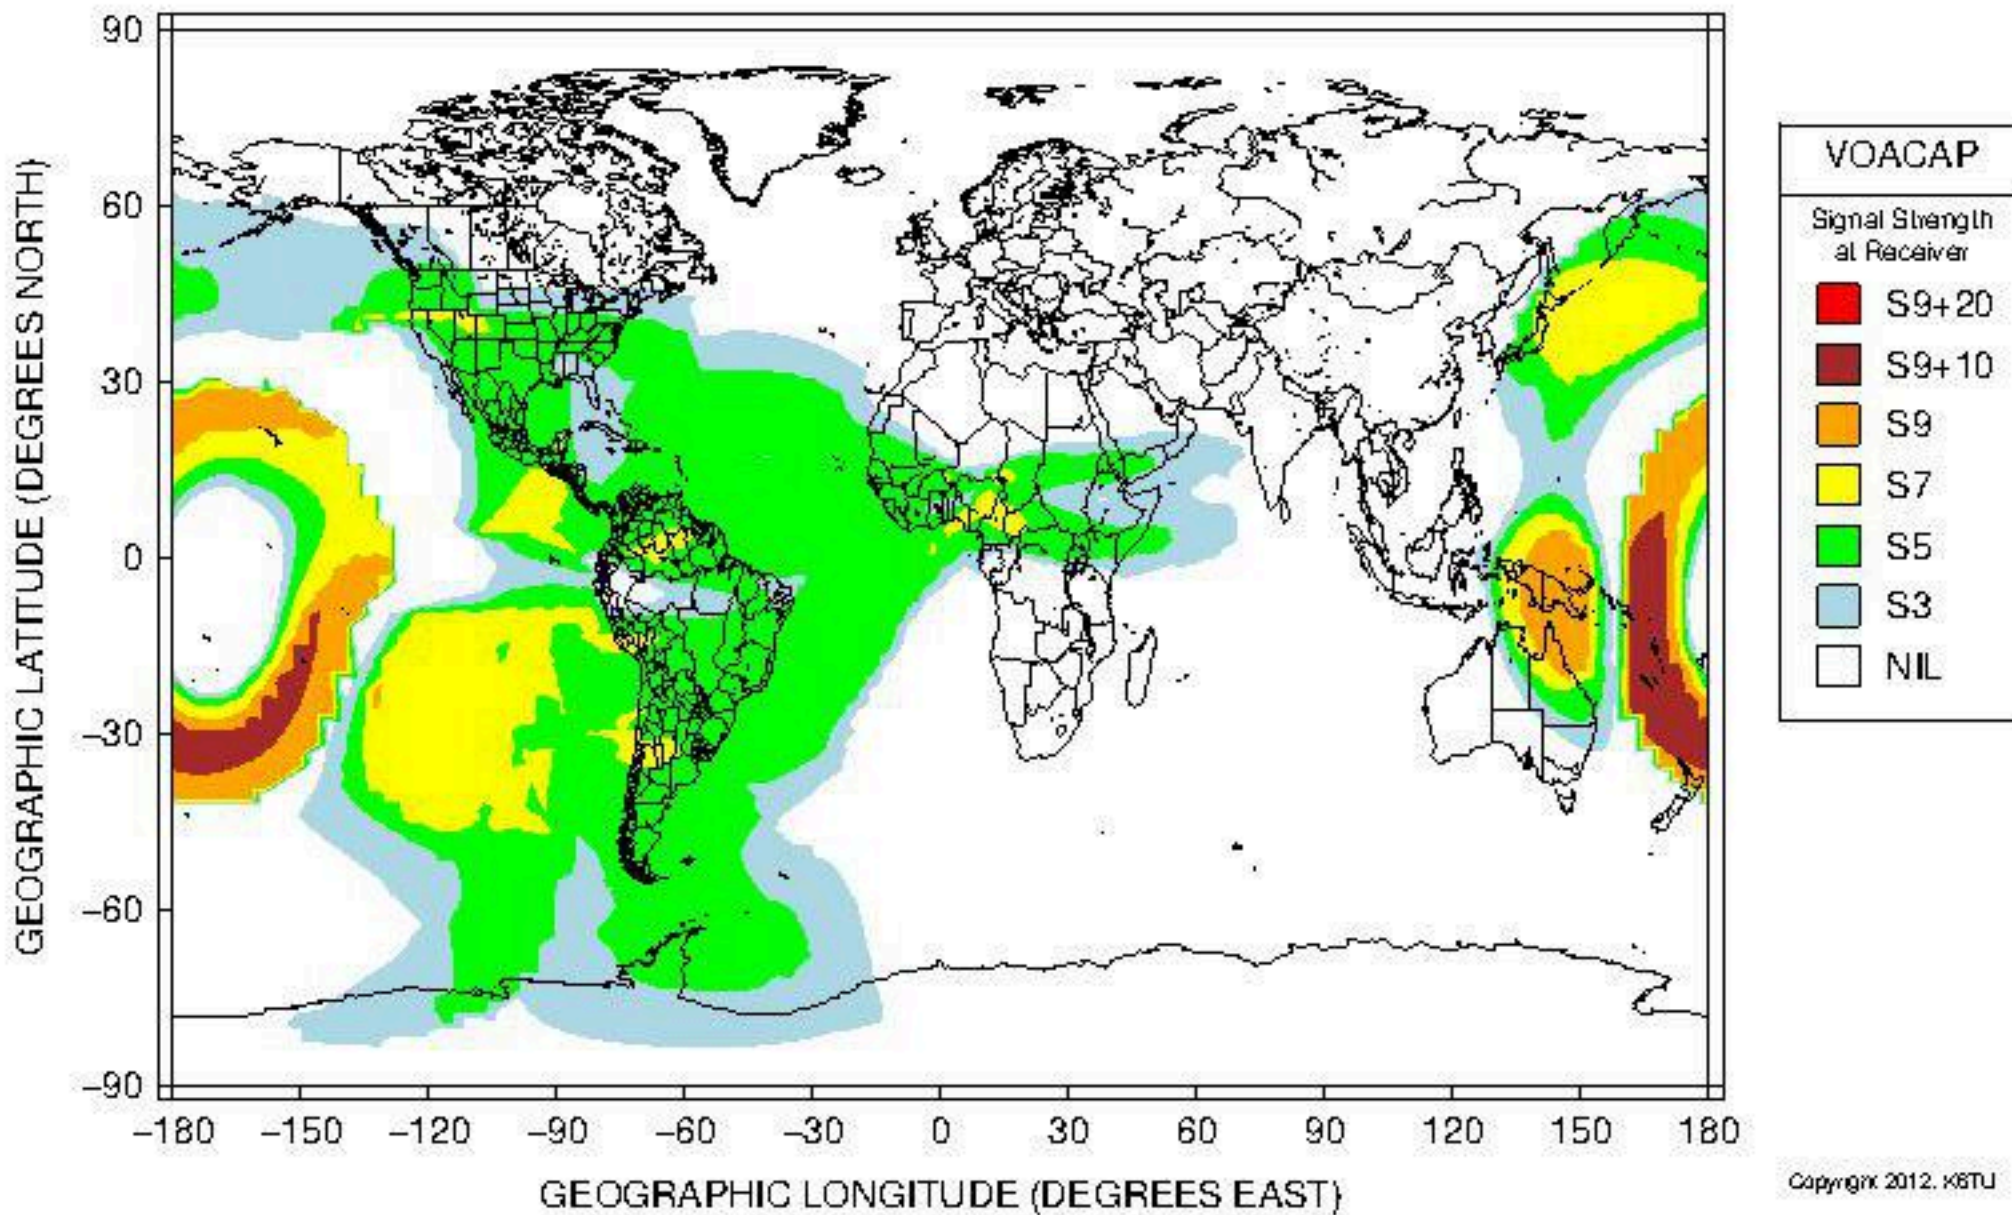 90
60
30
0
−30
−60
−90
GEOGRAPHIC LATITUDE (DEGREES NORTH)
−180 −150 −120 −90 −60 −30 0 30 60 90 120 150 180
GEOGRAPHIC LONGITUDE (DEGREES EAST)
VOACAP
Signal Strength
at Receiver
S9+20
S9+10
S9
S7
S5
S3
NIL
Copyright 2012, K6TU